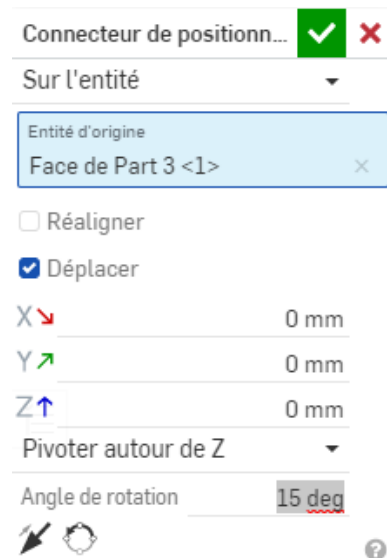 Connecteur de positionn...
Sur l'entité
Entité d'origine
Face de Part 3 <1>
Réaligner
Déplacer
X 0 mm
Y 0 mm
Z 0 mm
Pivoter autour de Z
Angle de rotation 15 deg